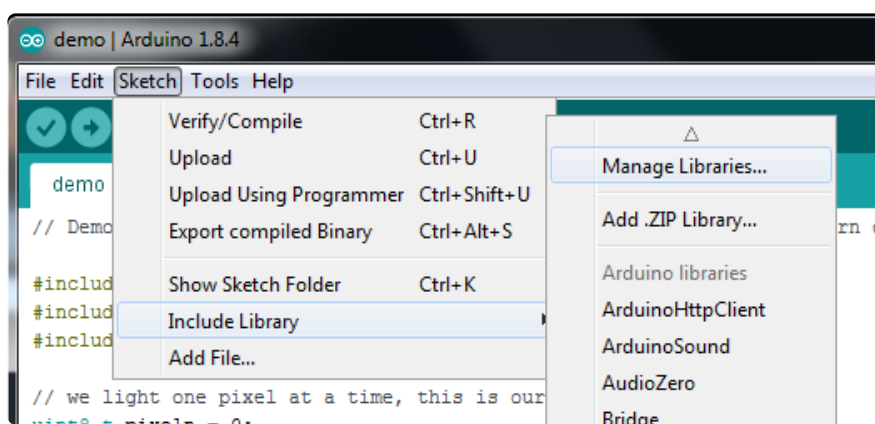 demo | Arduino 1.8.4
File Edit Sketch Tools Help
Verify/Compile Ctrl+R
Upload Ctrl+U
Upload Using Programmer Ctrl+Shift+U
Export compiled Binary Ctrl+Alt+S
Show Sketch Folder Ctrl+K
Include Library
Add File...
Manage Libraries...
Add .ZIP Library...
Arduino libraries
ArduinoHttpClient
ArduinoSound
AudioZero
Bridge
demo
// Demo
#includ
#includ
#includ
// we light one pixel at a time, this is our
uint8_t pixeln = 0;